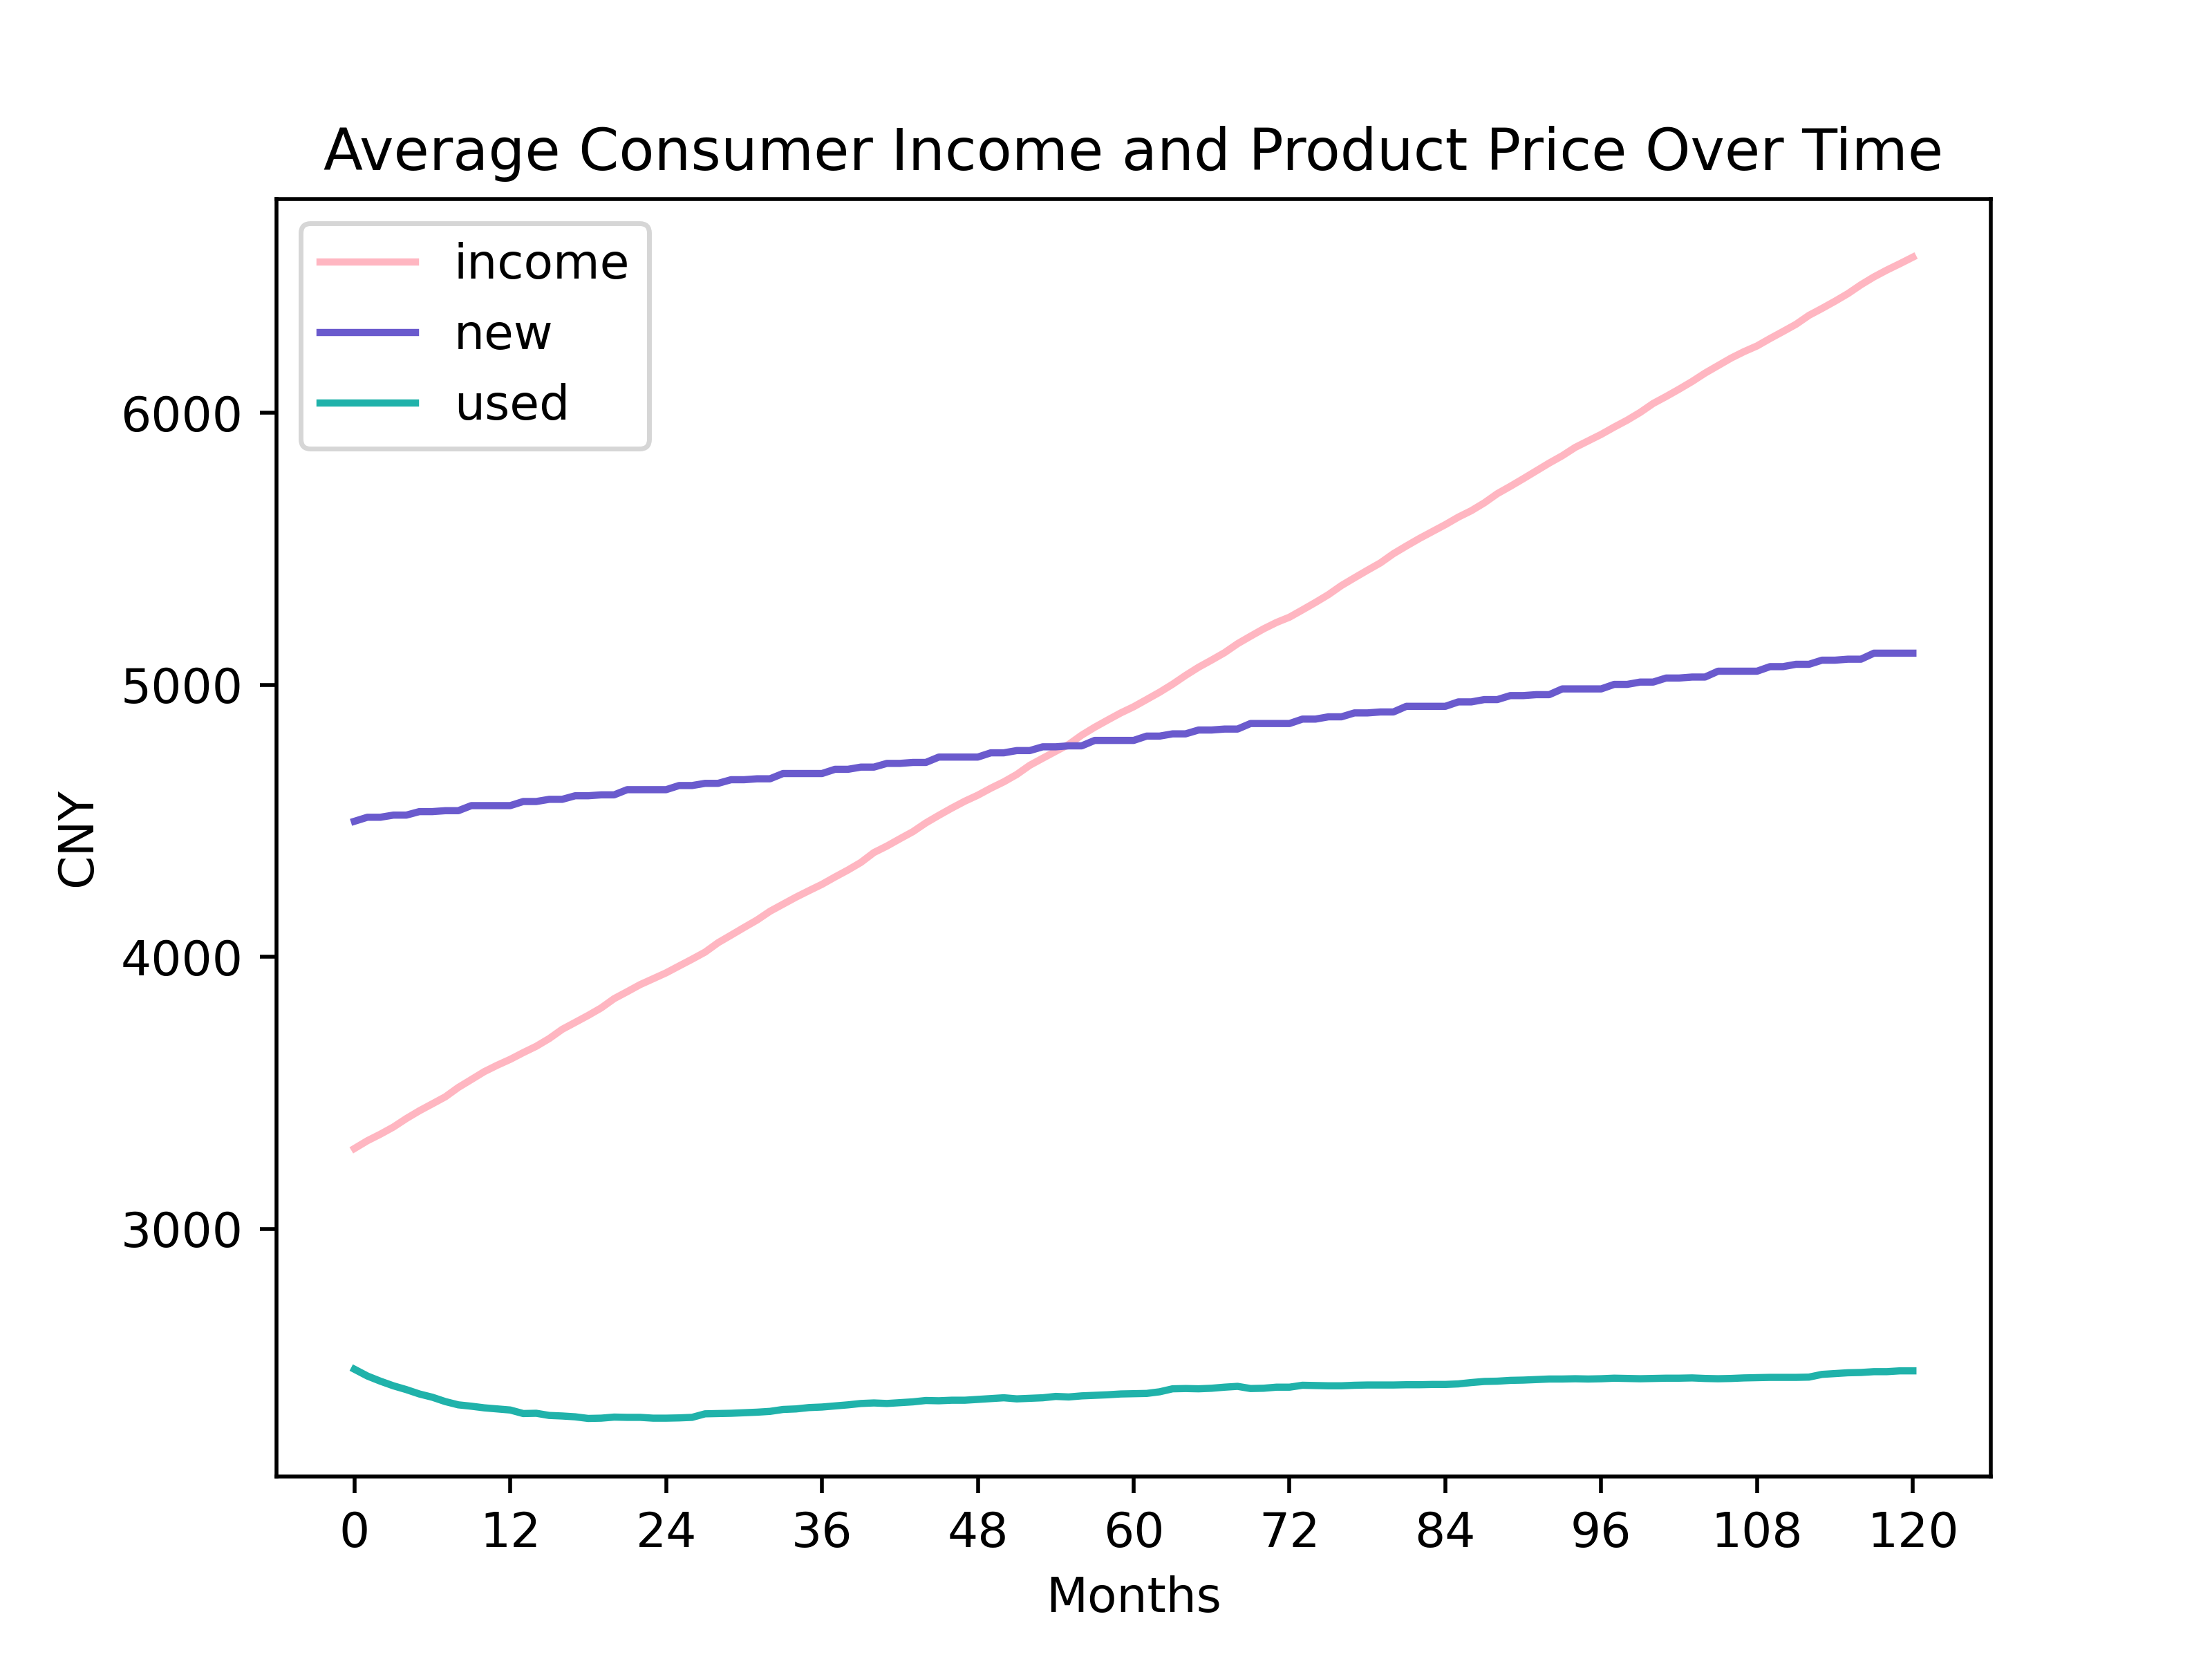 Average Consumer Income and Product Price Over Time
income
new
used
6000
5000
4000
3000
CNY
0 12 24 36 48 60 72 84 96 108 120
Months